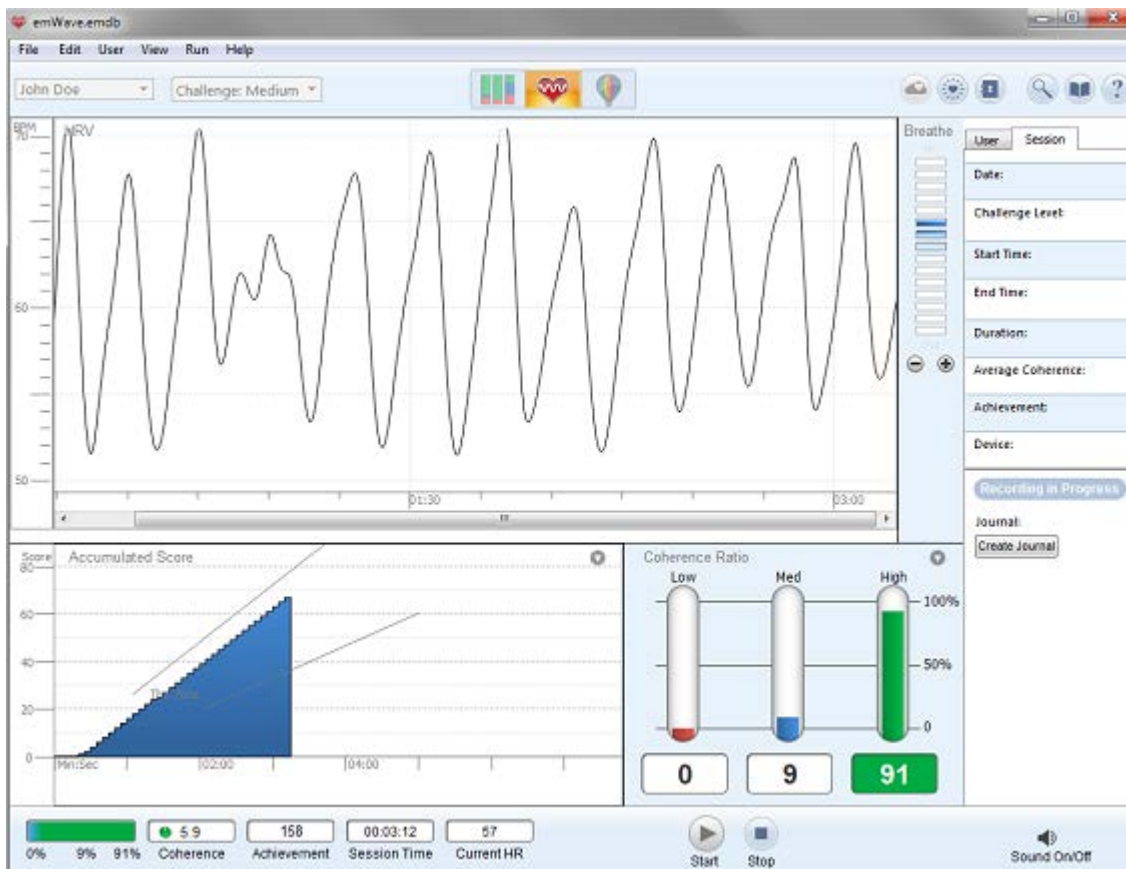 emWave.emdb
File Edit User View Run Help
John Doe
Challenge: Medium
BPM
HRV
70
60
50
01:30
03:00
Breathe
User
Session
Date:
Challenge Level:
Start Time:
End Time:
Duration:
Average Coherence:
Achievement:
Device:
Recording in Progress
Journal:
Create Journal
Score
Accumulated Score
80
60
40
20
0
The Zone
Min:Sec
02:00
04:00
Coherence Ratio
Low Med High
100%
50%
0
0 9 91
0% 9% 91%
5.9
Coherence
158
Achievement
00:03:12
Session Time
57
Current HR
Start
Stop
Sound On/Off